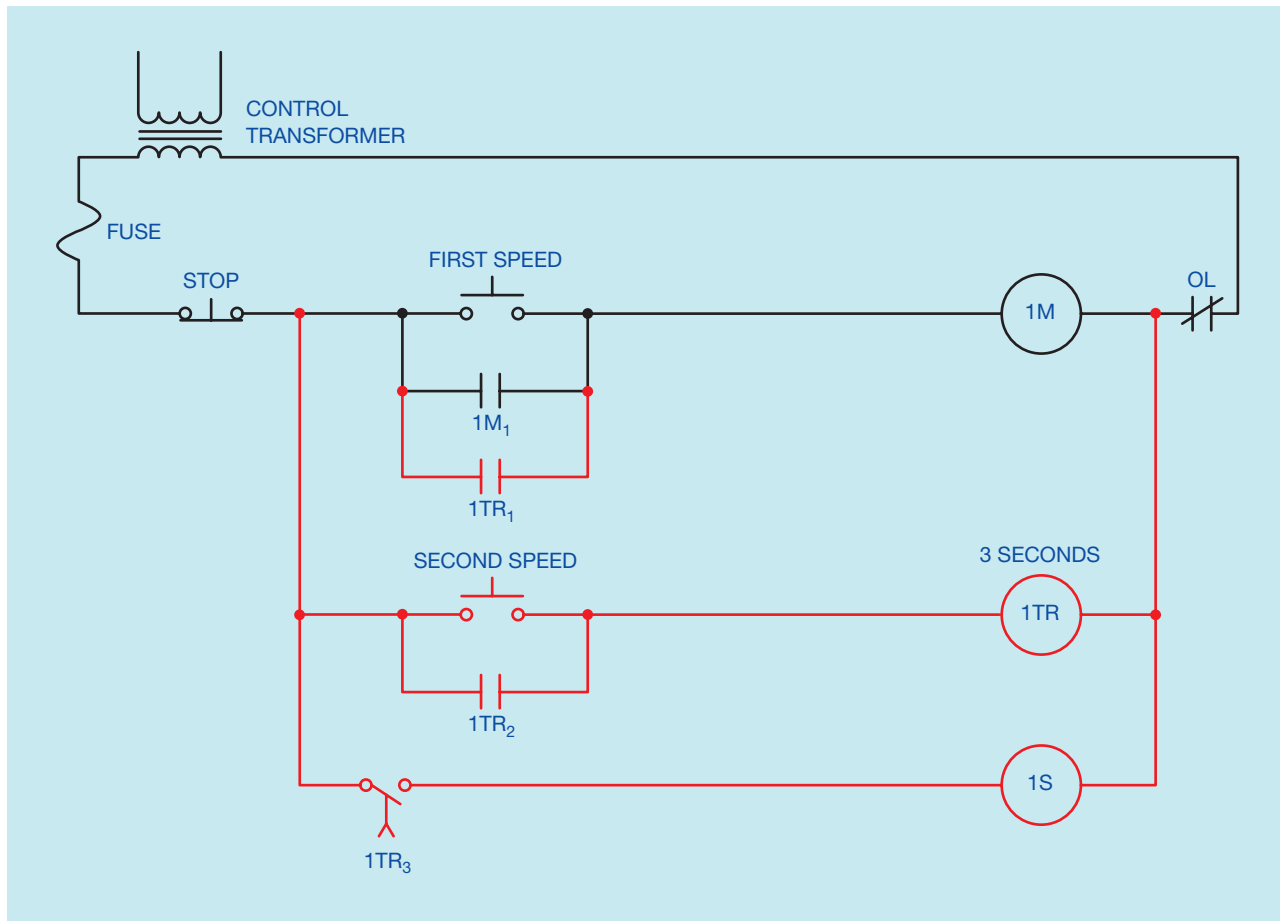 CONTROL
TRANSFORMER
FUSE
STOP
FIRST SPEED
1M
OL
1M₁
1TR₁
SECOND SPEED
3 SECONDS
1TR
1TR₂
1S
1TR₃